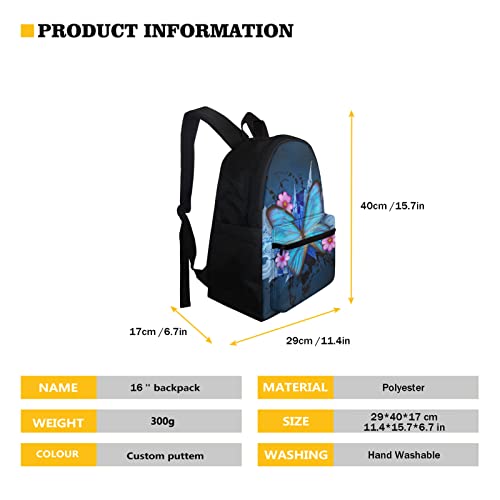 PRODUCT INFORMATION
40cm /15.7in
17cm /6.7in
29cm /11.4in
NAME
16 " backpack
MATERIAL
Polyester
WEIGHT
300g
SIZE
29*40*17 cm
11.4*15.7*6.7 in
COLOUR
Custom puttem
WASHING
Hand Washable